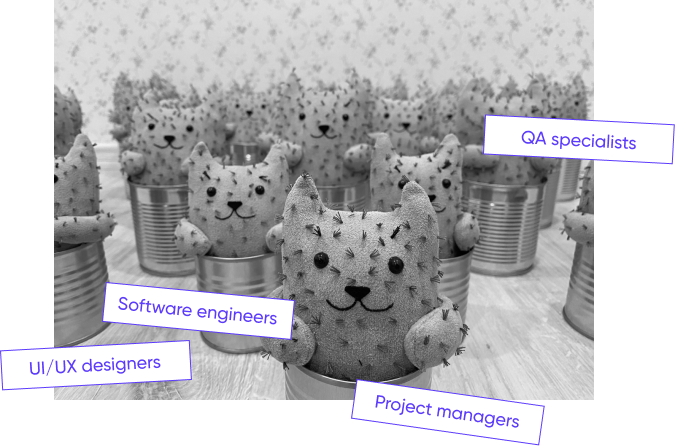 QA specialists
Software engineers
UI/UX designers
Project managers